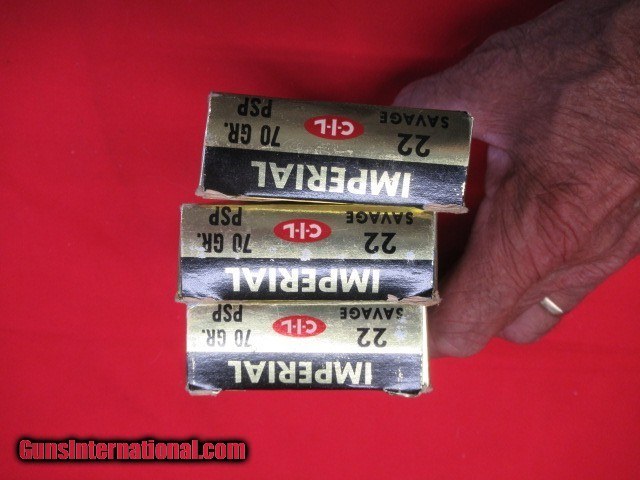 IMPERIAL
22 C·I·L 70 GR.
SAVAGE PSP
IMPERIAL
22 C·I·L 70 GR.
SAVAGE PSP
IMPERIAL
22 C·I·L 70 GR.
SAVAGE PSP
GunsInternational.com